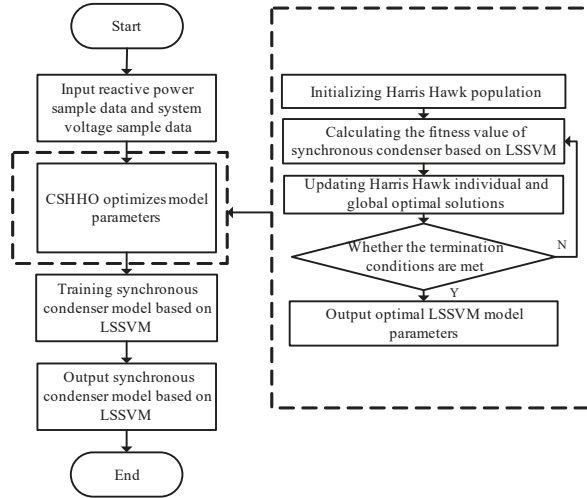 Start
Input reactive power
sample data and system
voltage sample data
CSHHO optimizes model
parameters
Training synchronous
condenser model based on
LSSVM
Output synchronous
condenser model based on
LSSVM
End
Initializing Harris Hawk population
Calculating the fitness value of
synchronous condenser based on LSSVM
Updating Harris Hawk individual and
global optimal solutions
Whether the termination
conditions are met
N
Y
Output optimal LSSVM model
parameters